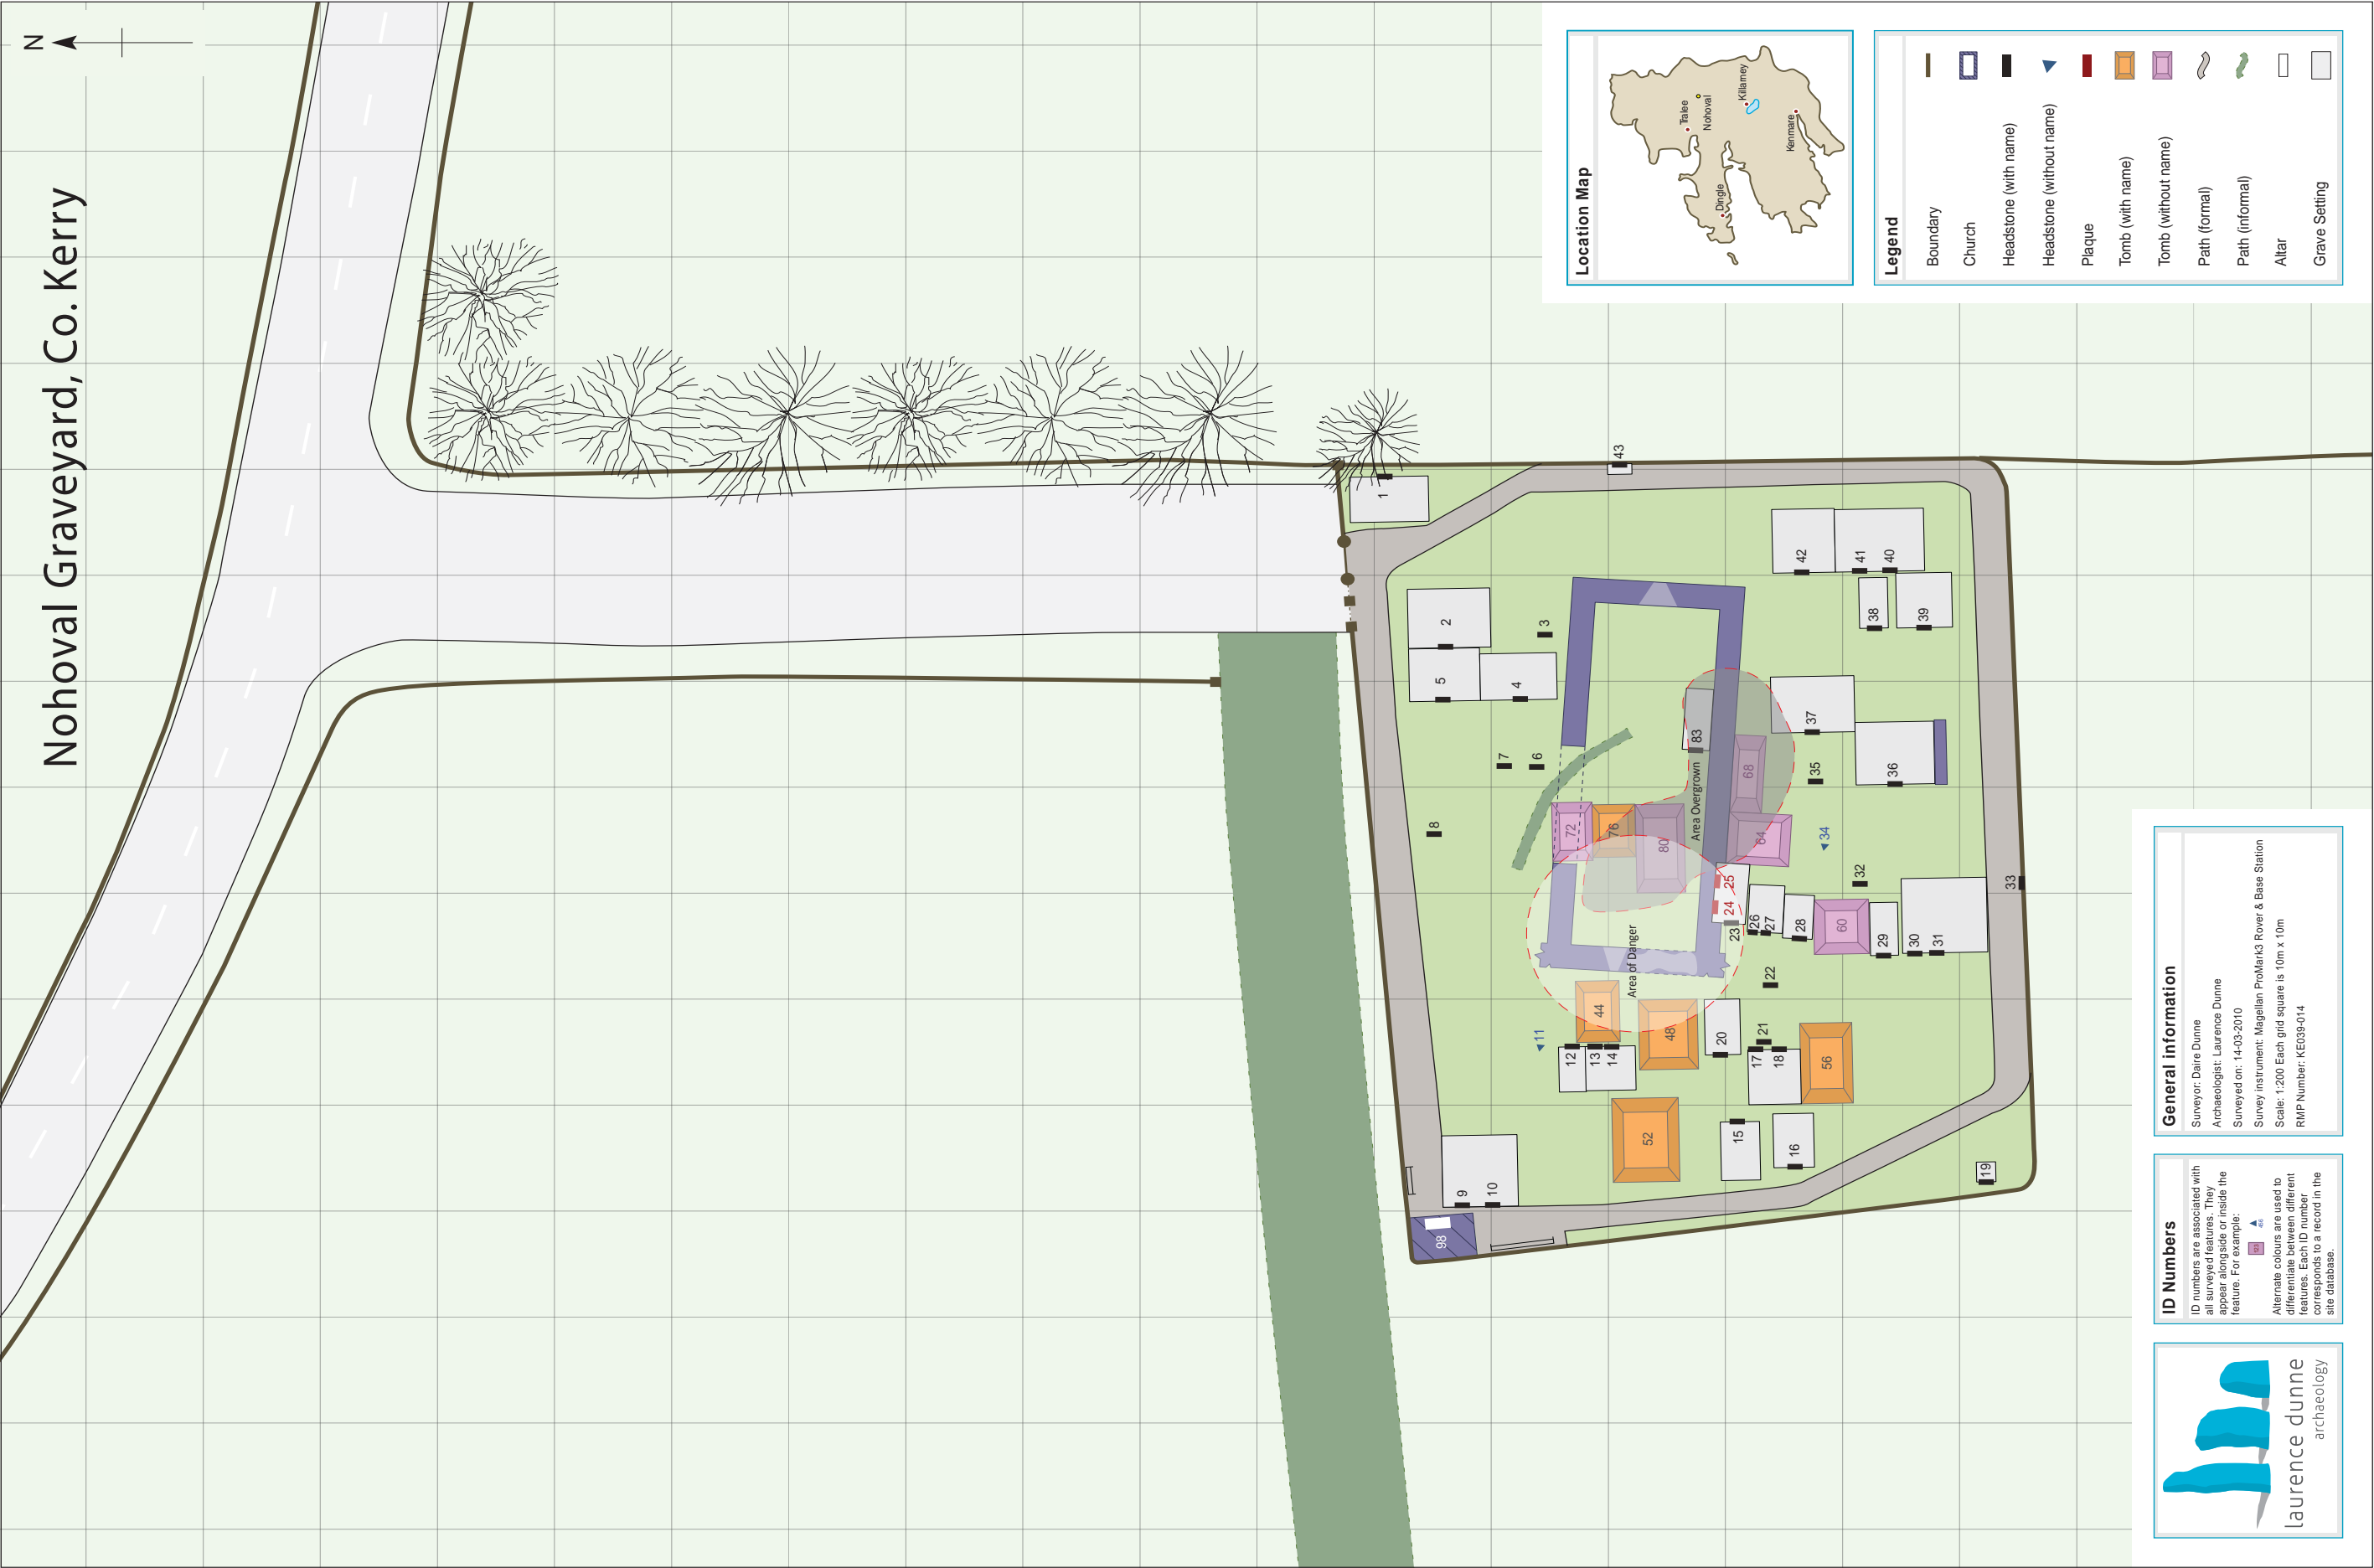 Nohoval Graveyard, Co. Kerry
N
1
2
3
4
5
6
7
8
9
10
11
12
13
14
15
16
17
18
19
20
21
22
23
24
25
26
27
28
29
30
31
32
33
34
35
36
37
38
39
40
41
42
43
44
48
52
56
60
64
68
72
76
80
83
98
Area Overgrown
Area of Danger
Location Map
Tralee
Nohoval
Killarney
Dingle
Kenmare
Legend
Boundary
Church
Headstone (with name)
Headstone (without name)
Plaque
Tomb (with name)
Tomb (without name)
Path (formal)
Path (informal)
Altar
Grave Setting
laurence dunne
archaeology
ID Numbers
ID numbers are associated with
all surveyed features. They
appear alongside or inside the
feature. For example:
Alternate colours are used to
differentiate between different
features. Each ID number
corresponds to a record in the
site database.
General information
Surveyor: Daire Dunne
Archaeologist: Laurence Dunne
Surveyed on: 14-03-2010
Survey instrument: Magellan ProMark3 Rover & Base Station
Scale: 1:200 Each grid square is 10m x 10m
RMP Number: KE039-014